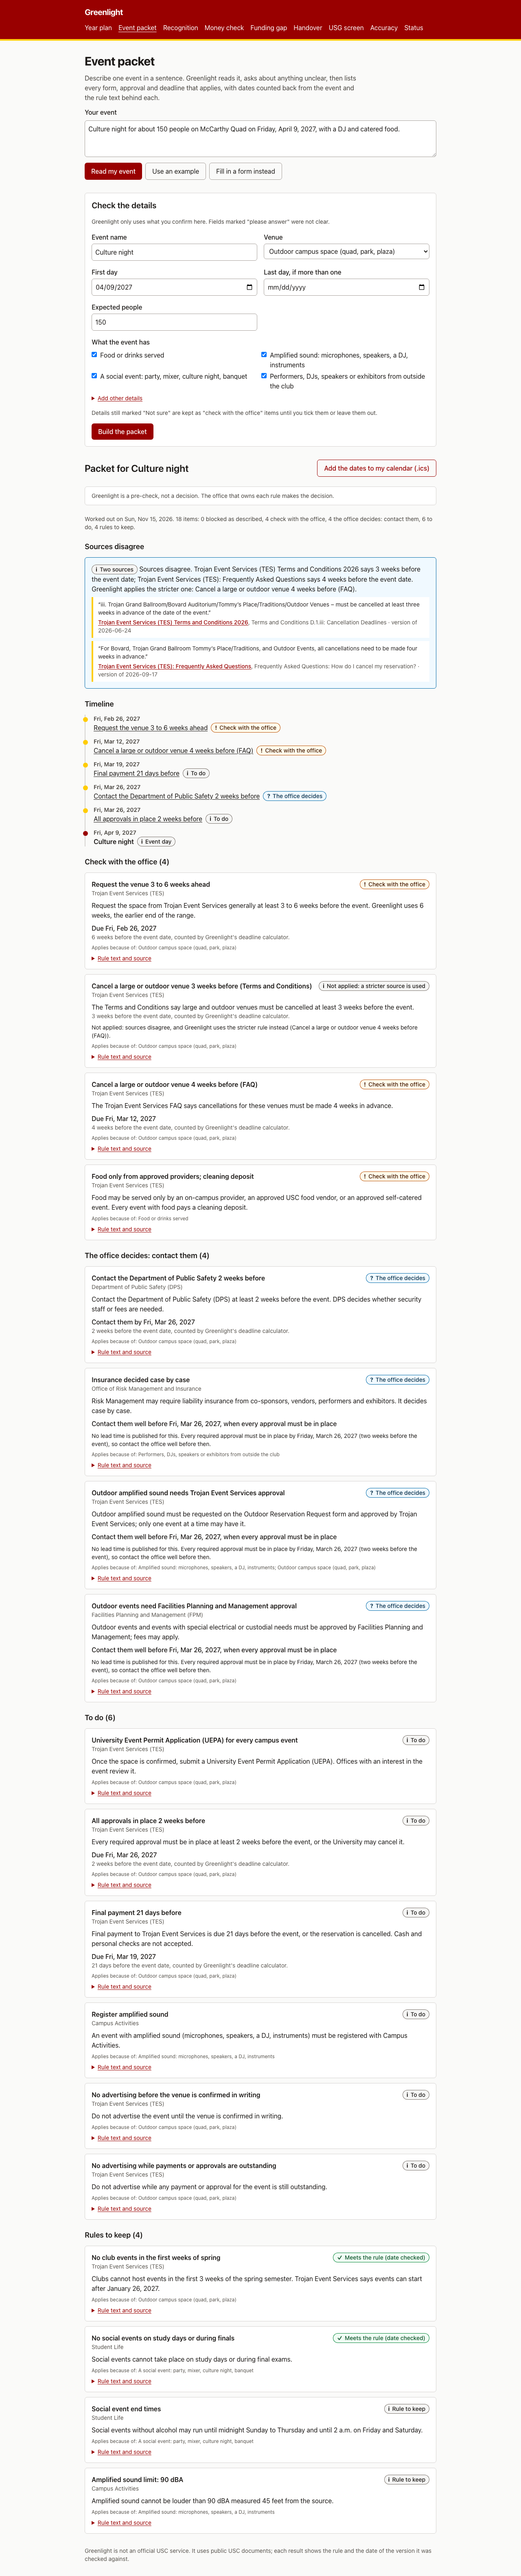 Greenlight
Year plan Event packet Recognition Money check Funding gap Handover USG screen Accuracy Status
Event packet
Describe one event in a sentence. Greenlight reads it, asks about anything unclear, then lists
every form, approval and deadline that applies, with dates counted back from the event and
the rule text behind each.
Your event
Culture night for about 150 people on McCarthy Quad on Friday, April 9, 2027, with a DJ and catered food.
Read my event Use an example Fill in a form instead
Check the details
Greenlight only uses what you confirm here. Fields marked "please answer" were not clear.
Event name Venue
Culture night Outdoor campus space (quad, park, plaza)
First day Last day, if more than one
04/09/2027 mm/dd/yyyy
Expected people
150
What the event has
Food or drinks served
Amplified sound: microphones, speakers, a DJ,
instruments
A social event: party, mixer, culture night, banquet
Performers, DJs, speakers or exhibitors from outside
the club
Add other details
Details still marked "Not sure" are kept as "check with the office" items until you tick them or leave them out.
Build the packet
Packet for Culture night Add the dates to my calendar (.ics)
Greenlight is a pre-check, not a decision. The office that owns each rule makes the decision.
Worked out on Sun, Nov 15, 2026. 18 items: 0 blocked as described, 4 check with the office, 4 the office decides: contact them, 6 to
do, 4 rules to keep.
Sources disagree
i Two sources Sources disagree. Trojan Event Services (TES) Terms and Conditions 2026 says 3 weeks before
the event date; Trojan Event Services (TES): Frequently Asked Questions says 4 weeks before the event date.
Greenlight applies the stricter one: Cancel a large or outdoor venue 4 weeks before (FAQ).
"iii. Trojan Grand Ballroom/Bovard Auditorium/Tommy's Place/Traditions/Outdoor Venues – must be cancelled at least three
weeks in advance of the date of the event."
Trojan Event Services (TES) Terms and Conditions 2026, Terms and Conditions D.1.iii: Cancellation Deadlines · version of
2026-06-24
"For Bovard, Trojan Grand Ballroom Tommy's Place/Traditions, and Outdoor Events, all cancellations need to be made four
weeks in advance."
Trojan Event Services (TES): Frequently Asked Questions, Frequently Asked Questions: How do I cancel my reservation? ·
version of 2026-09-17
Timeline
Fri, Feb 26, 2027
Request the venue 3 to 6 weeks ahead ! Check with the office
Fri, Mar 12, 2027
Cancel a large or outdoor venue 4 weeks before (FAQ) ! Check with the office
Fri, Mar 19, 2027
Final payment 21 days before i To do
Fri, Mar 26, 2027
Contact the Department of Public Safety 2 weeks before ? The office decides
Fri, Mar 26, 2027
All approvals in place 2 weeks before i To do
Fri, Apr 9, 2027
Culture night i Event day
Check with the office (4)
Request the venue 3 to 6 weeks ahead ! Check with the office
Trojan Event Services (TES)
Request the space from Trojan Event Services generally at least 3 to 6 weeks before the event. Greenlight uses 6
weeks, the earlier end of the range.
Due Fri, Feb 26, 2027
6 weeks before the event date, counted by Greenlight's deadline calculator.
Applies because of: Outdoor campus space (quad, park, plaza)
Rule text and source
Cancel a large or outdoor venue 3 weeks before (Terms and Conditions) i Not applied: a stricter source is used
Trojan Event Services (TES)
The Terms and Conditions say large and outdoor venues must be cancelled at least 3 weeks before the event.
3 weeks before the event date, counted by Greenlight's deadline calculator.
Not applied: sources disagree, and Greenlight uses the stricter rule instead (Cancel a large or outdoor venue 4 weeks before
(FAQ)).
Applies because of: Outdoor campus space (quad, park, plaza)
Rule text and source
Cancel a large or outdoor venue 4 weeks before (FAQ) ! Check with the office
Trojan Event Services (TES)
The Trojan Event Services FAQ says cancellations for these venues must be made 4 weeks in advance.
Due Fri, Mar 12, 2027
4 weeks before the event date, counted by Greenlight's deadline calculator.
Applies because of: Outdoor campus space (quad, park, plaza)
Rule text and source
Food only from approved providers; cleaning deposit ! Check with the office
Trojan Event Services (TES)
Food may be served only by an on-campus provider, an approved USC food vendor, or an approved self-catered
event. Every event with food pays a cleaning deposit.
Applies because of: Food or drinks served
Rule text and source
The office decides: contact them (4)
Contact the Department of Public Safety 2 weeks before ? The office decides
Department of Public Safety (DPS)
Contact the Department of Public Safety (DPS) at least 2 weeks before the event. DPS decides whether security
staff or fees are needed.
Contact them by Fri, Mar 26, 2027
2 weeks before the event date, counted by Greenlight's deadline calculator.
Applies because of: Outdoor campus space (quad, park, plaza)
Rule text and source
Insurance decided case by case ? The office decides
Office of Risk Management and Insurance
Risk Management may require liability insurance from co-sponsors, vendors, performers and exhibitors. It decides
case by case.
Contact them well before Fri, Mar 26, 2027, when every approval must be in place
No lead time is published for this. Every required approval must be in place by Friday, March 26, 2027 (two weeks before the
event), so contact the office well before then.
Applies because of: Performers, DJs, speakers or exhibitors from outside the club
Rule text and source
Outdoor amplified sound needs Trojan Event Services approval ? The office decides
Trojan Event Services (TES)
Outdoor amplified sound must be requested on the Outdoor Reservation Request form and approved by Trojan
Event Services; only one event at a time may have it.
Contact them well before Fri, Mar 26, 2027, when every approval must be in place
No lead time is published for this. Every required approval must be in place by Friday, March 26, 2027 (two weeks before the
event), so contact the office well before then.
Applies because of: Amplified sound: microphones, speakers, a DJ, instruments; Outdoor campus space (quad, park, plaza)
Rule text and source
Outdoor events need Facilities Planning and Management approval ? The office decides
Facilities Planning and Management (FPM)
Outdoor events and events with special electrical or custodial needs must be approved by Facilities Planning and
Management; fees may apply.
Contact them well before Fri, Mar 26, 2027, when every approval must be in place
No lead time is published for this. Every required approval must be in place by Friday, March 26, 2027 (two weeks before the
event), so contact the office well before then.
Applies because of: Outdoor campus space (quad, park, plaza)
Rule text and source
To do (6)
University Event Permit Application (UEPA) for every campus event i To do
Trojan Event Services (TES)
Once the space is confirmed, submit a University Event Permit Application (UEPA). Offices with an interest in the
event review it.
Applies because of: Outdoor campus space (quad, park, plaza)
Rule text and source
All approvals in place 2 weeks before i To do
Trojan Event Services (TES)
Every required approval must be in place at least 2 weeks before the event, or the University may cancel it.
Due Fri, Mar 26, 2027
2 weeks before the event date, counted by Greenlight's deadline calculator.
Applies because of: Outdoor campus space (quad, park, plaza)
Rule text and source
Final payment 21 days before i To do
Trojan Event Services (TES)
Final payment to Trojan Event Services is due 21 days before the event, or the reservation is cancelled. Cash and
personal checks are not accepted.
Due Fri, Mar 19, 2027
21 days before the event date, counted by Greenlight's deadline calculator.
Applies because of: Outdoor campus space (quad, park, plaza)
Rule text and source
Register amplified sound i To do
Campus Activities
An event with amplified sound (microphones, speakers, a DJ, instruments) must be registered with Campus
Activities.
Applies because of: Amplified sound: microphones, speakers, a DJ, instruments
Rule text and source
No advertising before the venue is confirmed in writing i To do
Trojan Event Services (TES)
Do not advertise the event until the venue is confirmed in writing.
Applies because of: Outdoor campus space (quad, park, plaza)
Rule text and source
No advertising while payments or approvals are outstanding i To do
Trojan Event Services (TES)
Do not advertise while any payment or approval for the event is still outstanding.
Applies because of: Outdoor campus space (quad, park, plaza)
Rule text and source
Rules to keep (4)
No club events in the first weeks of spring ✓ Meets the rule (date checked)
Trojan Event Services (TES)
Clubs cannot host events in the first 3 weeks of the spring semester. Trojan Event Services says events can start
after January 26, 2027.
Applies because of: Outdoor campus space (quad, park, plaza)
Rule text and source
No social events on study days or during finals ✓ Meets the rule (date checked)
Student Life
Social events cannot take place on study days or during final exams.
Applies because of: A social event: party, mixer, culture night, banquet
Rule text and source
Social event end times i Rule to keep
Student Life
Social events without alcohol may run until midnight Sunday to Thursday and until 2 a.m. on Friday and Saturday.
Applies because of: A social event: party, mixer, culture night, banquet
Rule text and source
Amplified sound limit: 90 dBA i Rule to keep
Campus Activities
Amplified sound cannot be louder than 90 dBA measured 45 feet from the source.
Applies because of: Amplified sound: microphones, speakers, a DJ, instruments
Rule text and source
Greenlight is not an official USC service. It uses public USC documents; each result shows the rule and the date of the version it was
checked against.